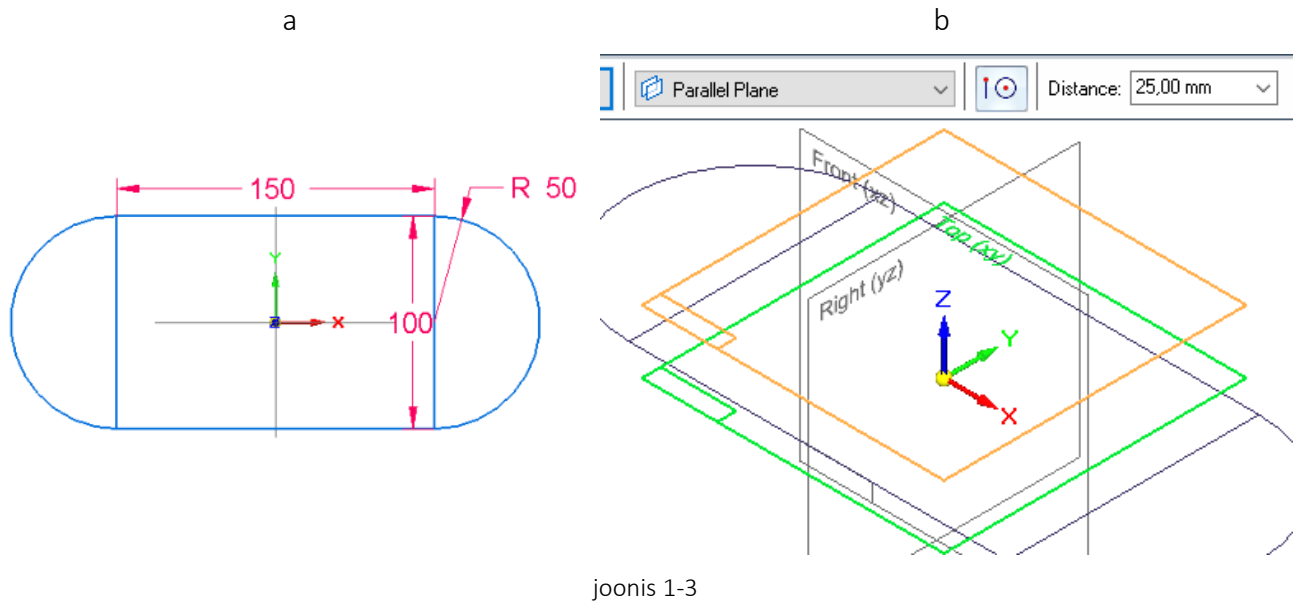 a
150
R 50
Y
Z
X
100
b
Parallel Plane
Distance: 25,00 mm
Front (xz)
Top (xy)
Right (yz)
Z
Y
X
joonis 1-3